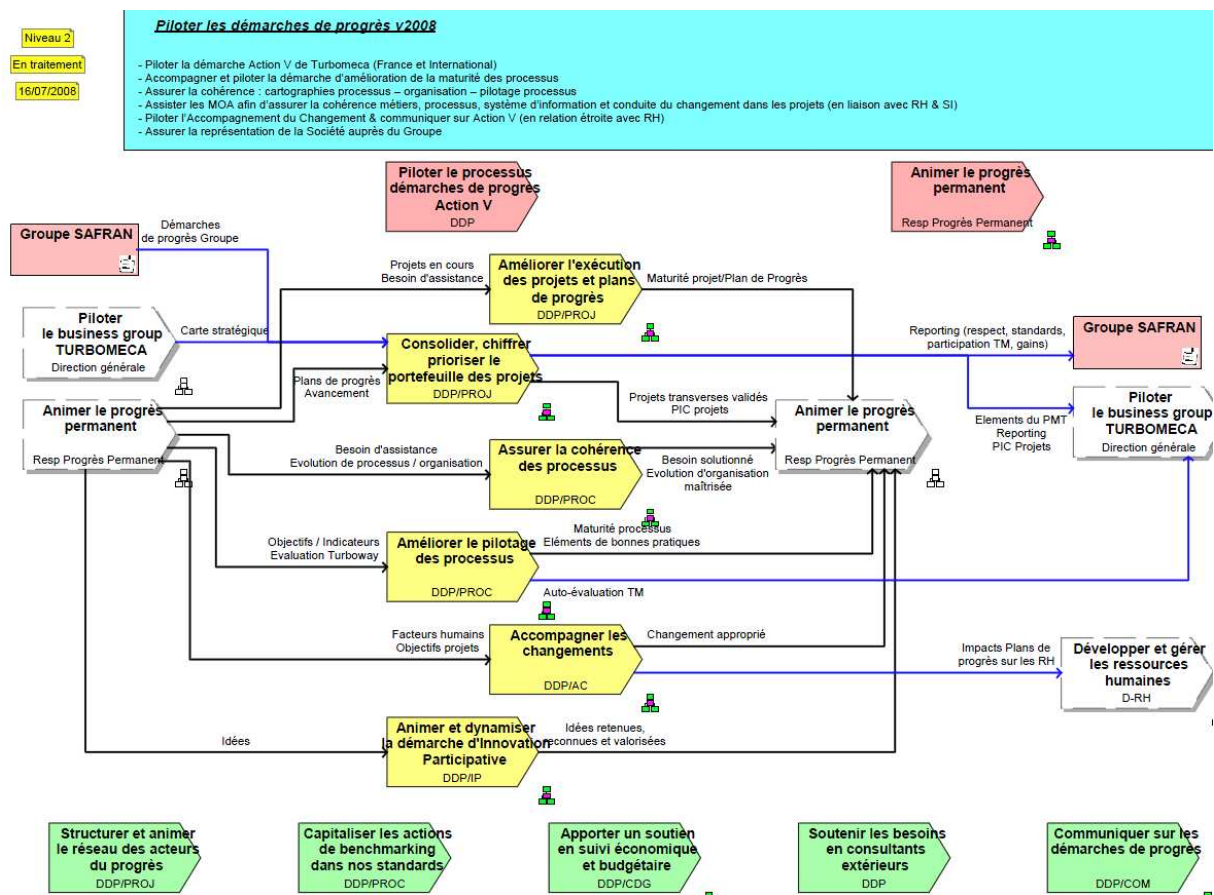 Niveau 2
En traitement
16/07/2008
Piloter les démarches de progrès v2008
- Piloter la démarche Action V de Turbomeca (France et International)
- Accompagner et piloter la démarche d'amélioration de la maturité des processus
- Assurer la cohérence : cartographies processus – organisation – pilotage processus
- Assister les MOA afin d'assurer la cohérence métiers, processus, système d'information et conduite du changement dans les projets (en liaison avec RH & SI)
- Piloter l'Accompagnement du Changement & communiquer sur Action V (en relation étroite avec RH)
- Assurer la représentation de la Société auprès du Groupe
Piloter le processus
démarches de progrès
Action V
DDP
Animer le progrès
permanent
Resp Progrès Permanent
Groupe SAFRAN
Démarches
de progrès Groupe
Projets en cours
Besoin d'assistance
Améliorer l'exécution
des projets et plans
de progrès
DDP/PROJ
Maturité projet/Plan de Progrès
Piloter
le business group
TURBOMECA
Direction générale
Carte stratégique
Consolider, chiffrer
prioriser le
portefeuille des projets
DDP/PROJ
Reporting (respect, standards,
participation TM, gains)
Groupe SAFRAN
Plans de progrès
Avancement
Projets transverses validés
PIC projets
Animer le progrès
permanent
Resp Progrès Permanent
Animer le progrès
permanent
Resp Progrès Permanent
Elements du PMT
Reporting
PIC Projets
Piloter
le business group
TURBOMECA
Direction générale
Besoin d'assistance
Evolution de processus / organisation
Assurer la cohérence
des processus
DDP/PROC
Besoin solutionné
Evolution d'organisation
maîtrisée
Objectifs / Indicateurs
Evaluation Turboway
Améliorer le pilotage
des processus
DDP/PROC
Maturité processus
Eléments de bonnes pratiques
Auto-évaluation TM
Facteurs humains
Objectifs projets
Accompagner les
changements
DDP/AC
Changement approprié
Impacts Plans de
progrès sur les RH
Développer et gérer
les ressources
humaines
D-RH
Idées
Animer et dynamiser
la démarche d'Innovation
Participative
DDP/IP
Idées retenues,
reconnues et valorisées
Structurer et animer
le réseau des acteurs
du progrès
DDP/PROJ
Capitaliser les actions
de benchmarking
dans nos standards
DDP/PROC
Apporter un soutien
en suivi économique
et budgétaire
DDP/CDG
Soutenir les besoins
en consultants
extérieurs
DDP
Communiquer sur les
démarches de progrès
DDP/COM